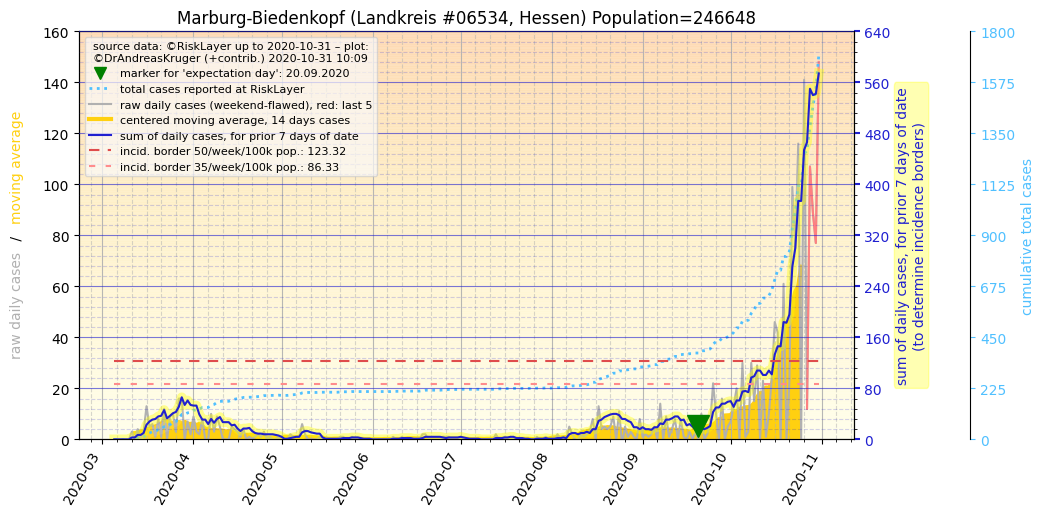 Marburg-Biedenkopf (Landkreis #06534, Hessen) Population=246648
source data: ©RiskLayer up to 2020-10-31 – plot:
©DrAndreasKruger (+contrib.) 2020-10-31 10:09
marker for 'expectation day': 20.09.2020
total cases reported at RiskLayer
raw daily cases (weekend-flawed), red: last 5
centered moving average, 14 days cases
sum of daily cases, for prior 7 days of date
incid. border 50/week/100k pop.: 123.32
incid. border 35/week/100k pop.: 86.33
raw daily cases / moving average
160
140
120
100
80
60
40
20
0
2020-03
2020-04
2020-05
2020-06
2020-07
2020-08
2020-09
2020-10
2020-11
640
560
480
400
320
240
160
80
0
sum of daily cases, for prior 7 days of date
(to determine incidence borders)
1800
1575
1350
1125
900
675
450
225
0
cumulative total cases